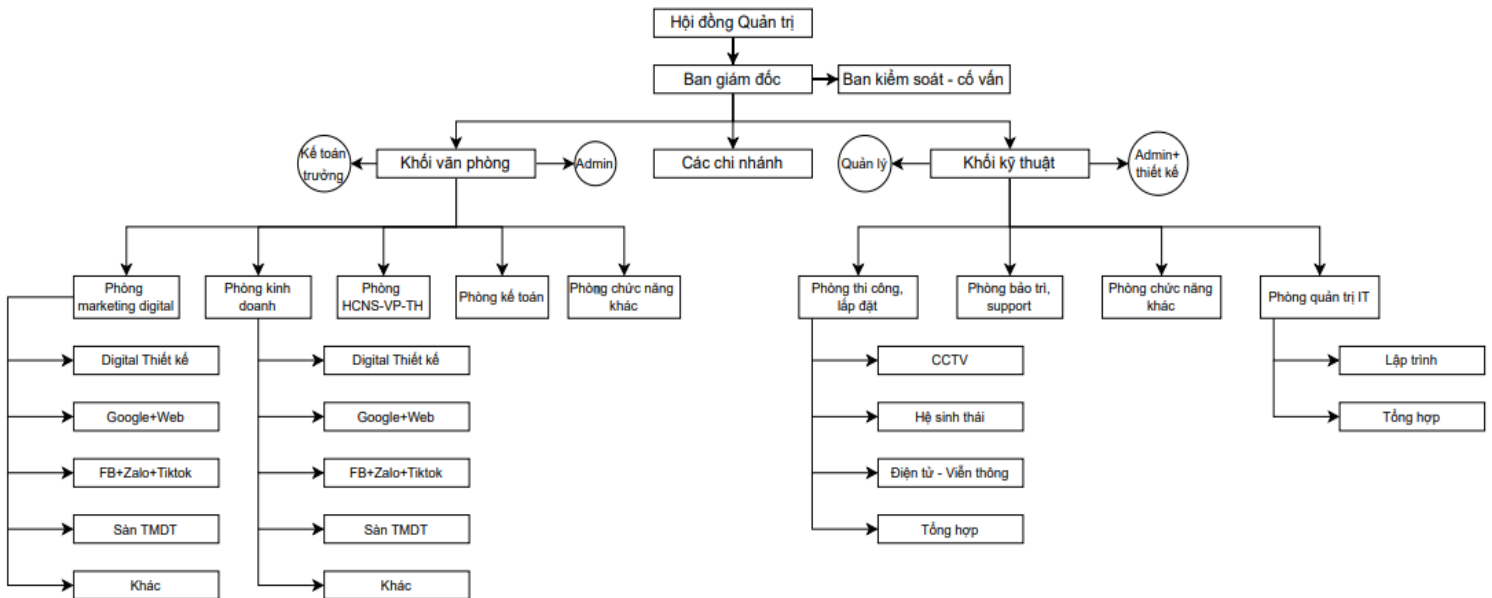 Hội đồng Quản trị
Ban giám đốc
Ban kiểm soát - cố vấn
Kế toán
trưởng
Khối văn phòng
Admin
Các chi nhánh
Quản lý
Khối kỹ thuật
Admin+
thiết kế
Phòng
marketing digital
Phòng kinh
doanh
Phòng
HCNS-VP-TH
Phòng kế toán
Phòng chức năng
khác
Phòng thi công,
lắp đặt
Phòng bảo trì,
support
Phòng chức năng
khác
Phòng quản trị IT
Digital Thiết kế
Google+Web
FB+Zalo+Tiktok
Sàn TMDT
Khác
Digital Thiết kế
Google+Web
FB+Zalo+Tiktok
Sàn TMDT
Khác
CCTV
Hệ sinh thái
Điện tử - Viễn thông
Tổng hợp
Lập trình
Tổng hợp